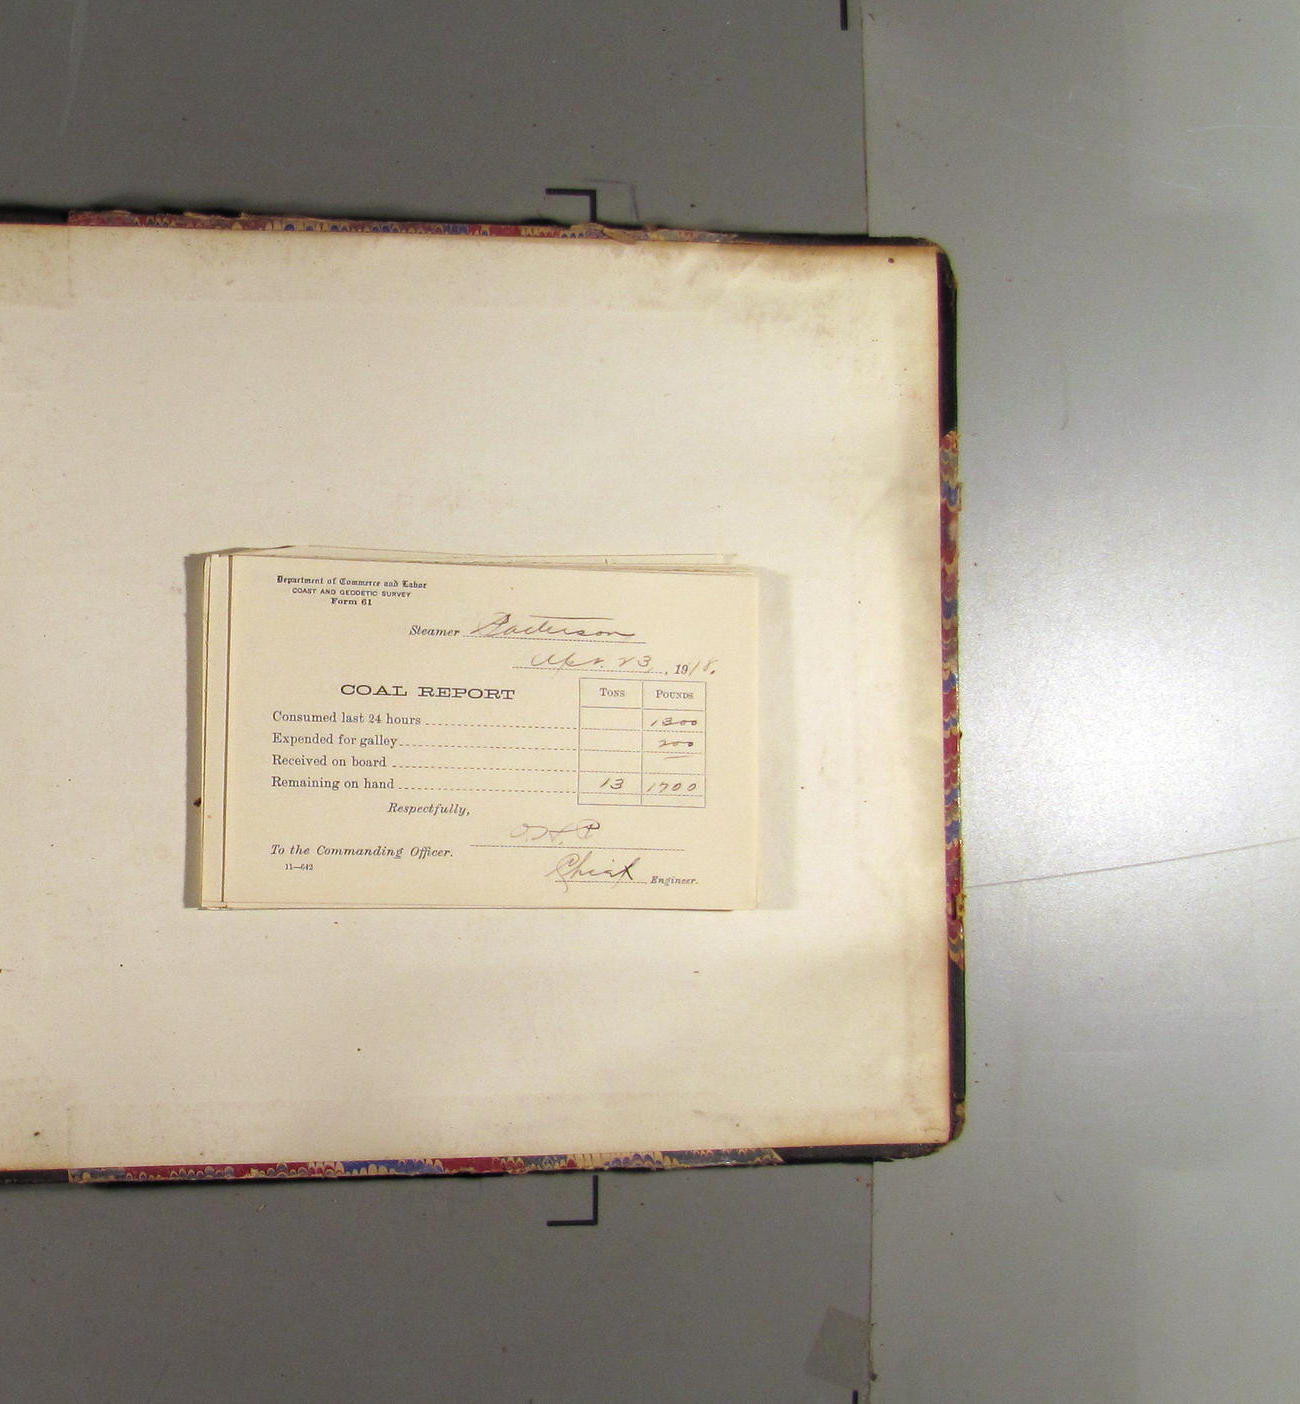 Department of Commerce and Labor
COAST AND GEODETIC SURVEY
Form 61
Steamer Patterson
Apr. 23, 1918.
COAL REPORT TONS POUNDS
Consumed last 24 hours 1300
Expended for galley 200
Received on board —
Remaining on hand 13 1700
Respectfully,
To the Commanding Officer.
11—642
Chief Engineer.